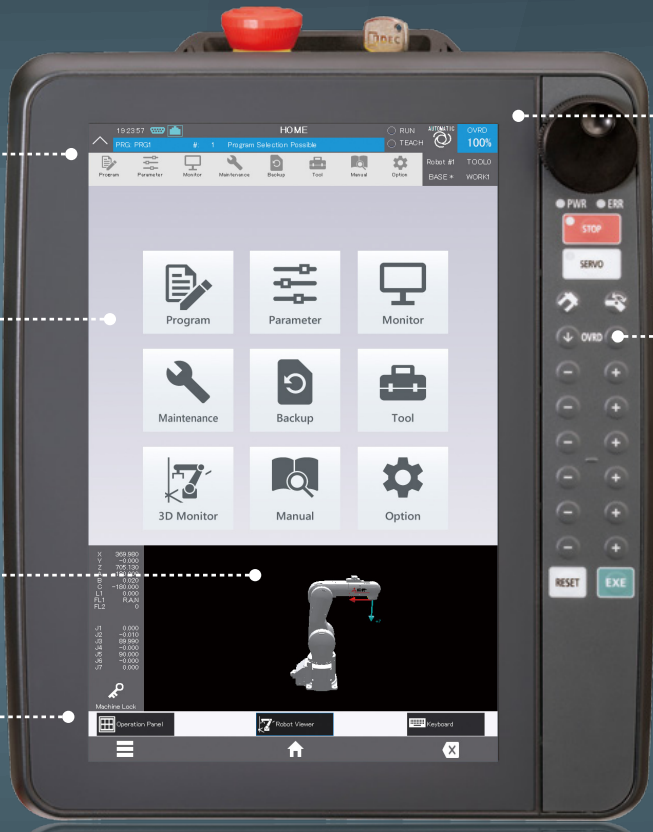 IDEC
19:23:57
HOME
RUN
AUTOMATIC
OVRD
PRG: PRG1 #: 1 Program Selection Possible
TEACH
100%
Program
Parameter
Monitor
Maintenance
Backup
Tool
Manual
Option
Robot #1 TOOL0
BASE * WORK1
PWR ERR
STOP
SERVO
OVRD
Program Parameter Monitor
Maintenance Backup Tool
3D Monitor Manual Option
X 369.980
Y -0.000
Z 705.130
B 0.020
C -180.000
L1 0.000
FL1 R,A,N
FL2 0
J1 0.000
J2 -0.010
J3 89.990
J4 -0.000
J5 90.000
J6 -0.000
J7 0.000
Machine Lock
RESET EXE
Operation Panel Robot Viewer Keyboard